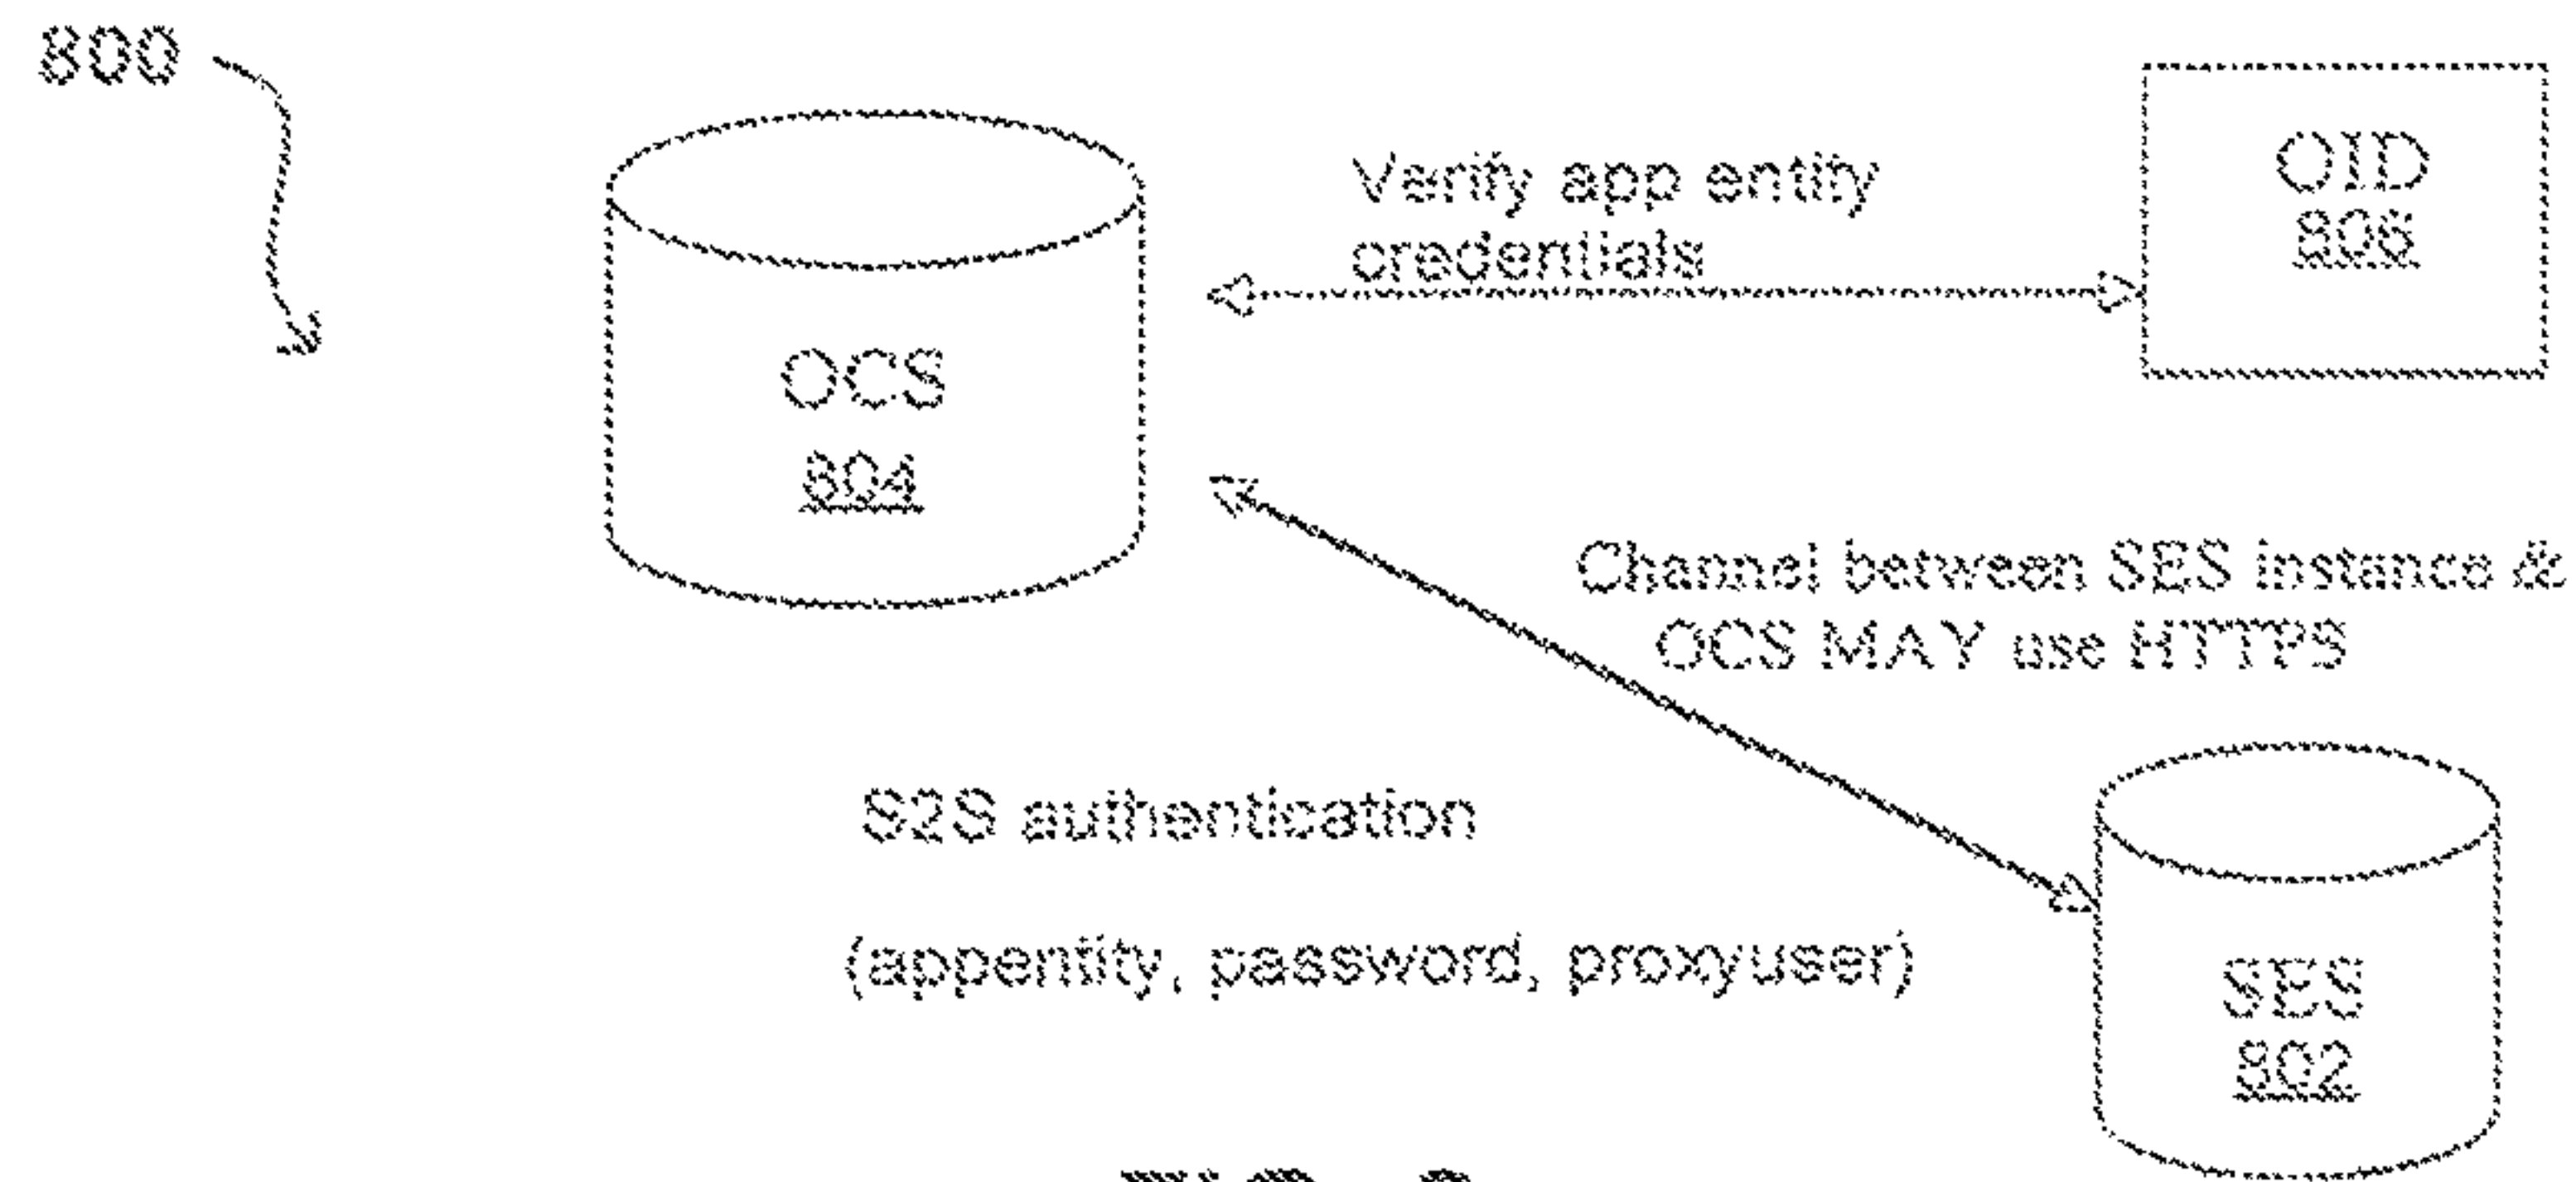 800
OID
806
Verify app entity
credentials
OCS
804
Channel between SES instance &
OCS MAY use HTTPS
S2S authentication
(appentity, password, proxyuser)
SES
802